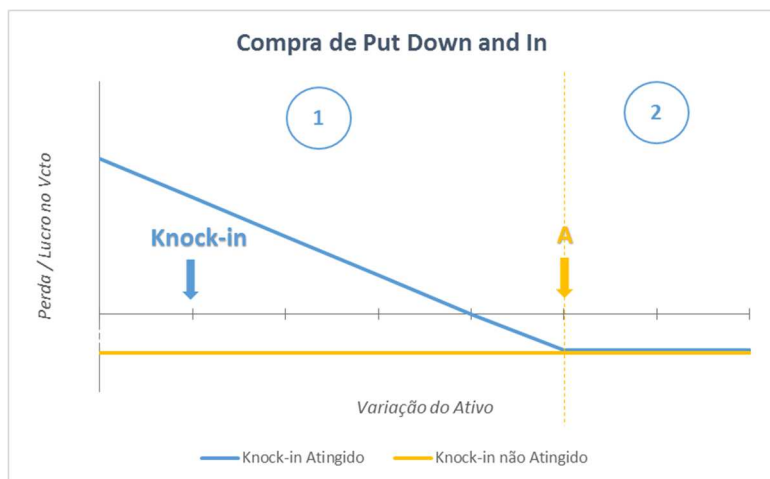 Compra de Put Down and In
1
2
Perda / Lucro no Vcto
Knock-in
A
Variação do Ativo
Knock-in Atingido
Knock-in não Atingido